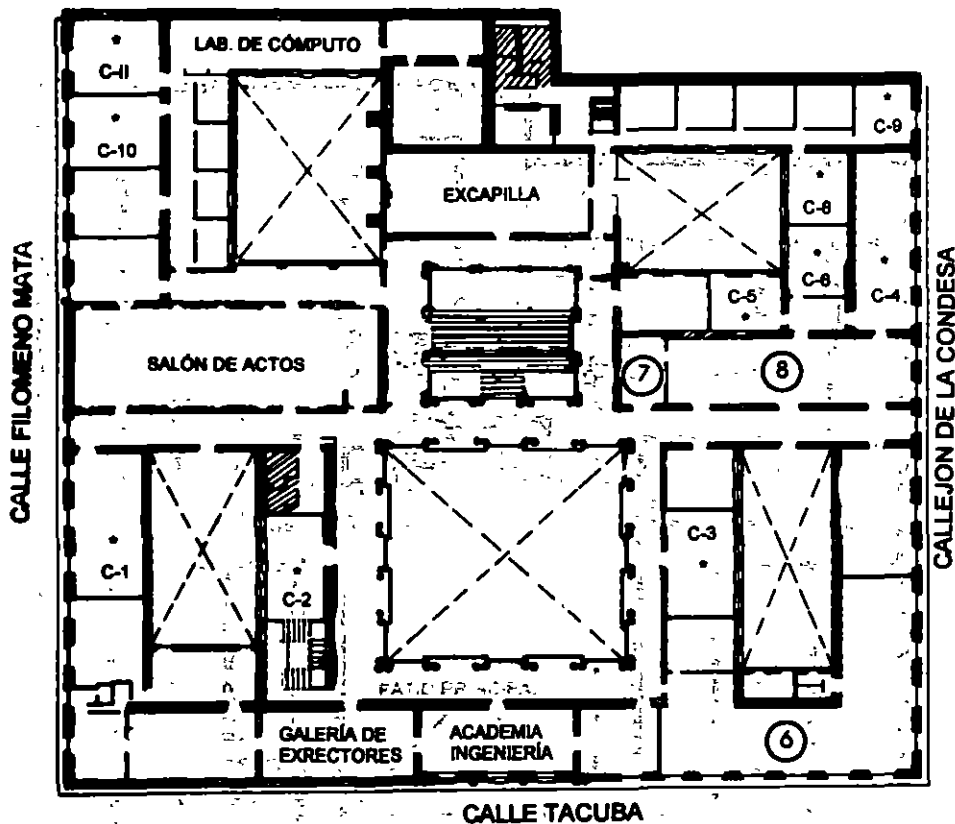 LAB. DE CÓMPUTO
C-11
C-10
C-9
EXCAPILLA
C-8
C-6
C-4
C-5
CALLE FILOMENO MATA
SALÓN DE ACTOS
7
8
CALLEJON DE LA CONDESA
C-1
C-2
C-3
GALERÍA DE
EXRECTORES
ACADEMIA
INGENIERÍA
6
CALLE TACUBA